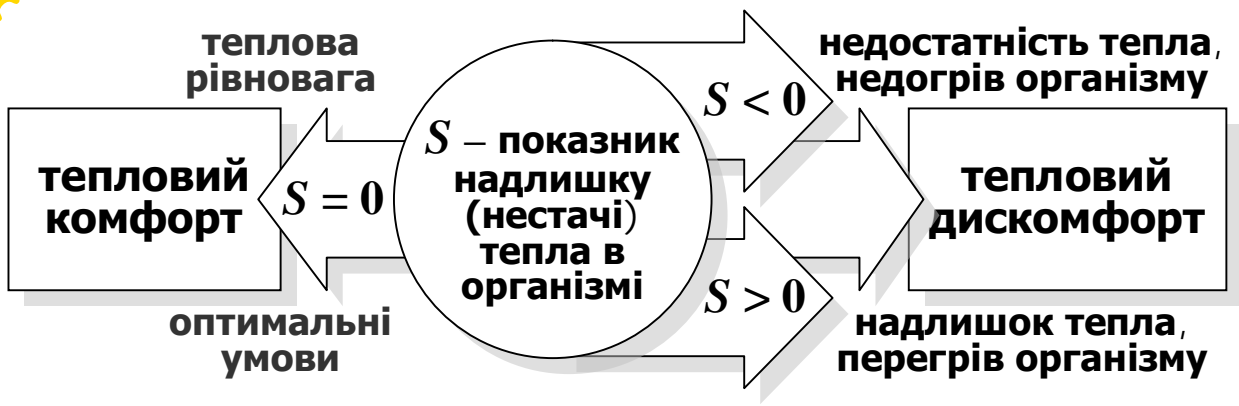 теплова
рівновага
тепловий
комфорт
S = 0
оптимальні
умови
S – показник
надлишку
(нестачі)
тепла в
організмі
S < 0
S > 0
недостатність тепла,
недогрів організму
тепловий
дискомфорт
надлишок тепла,
перегрів організму